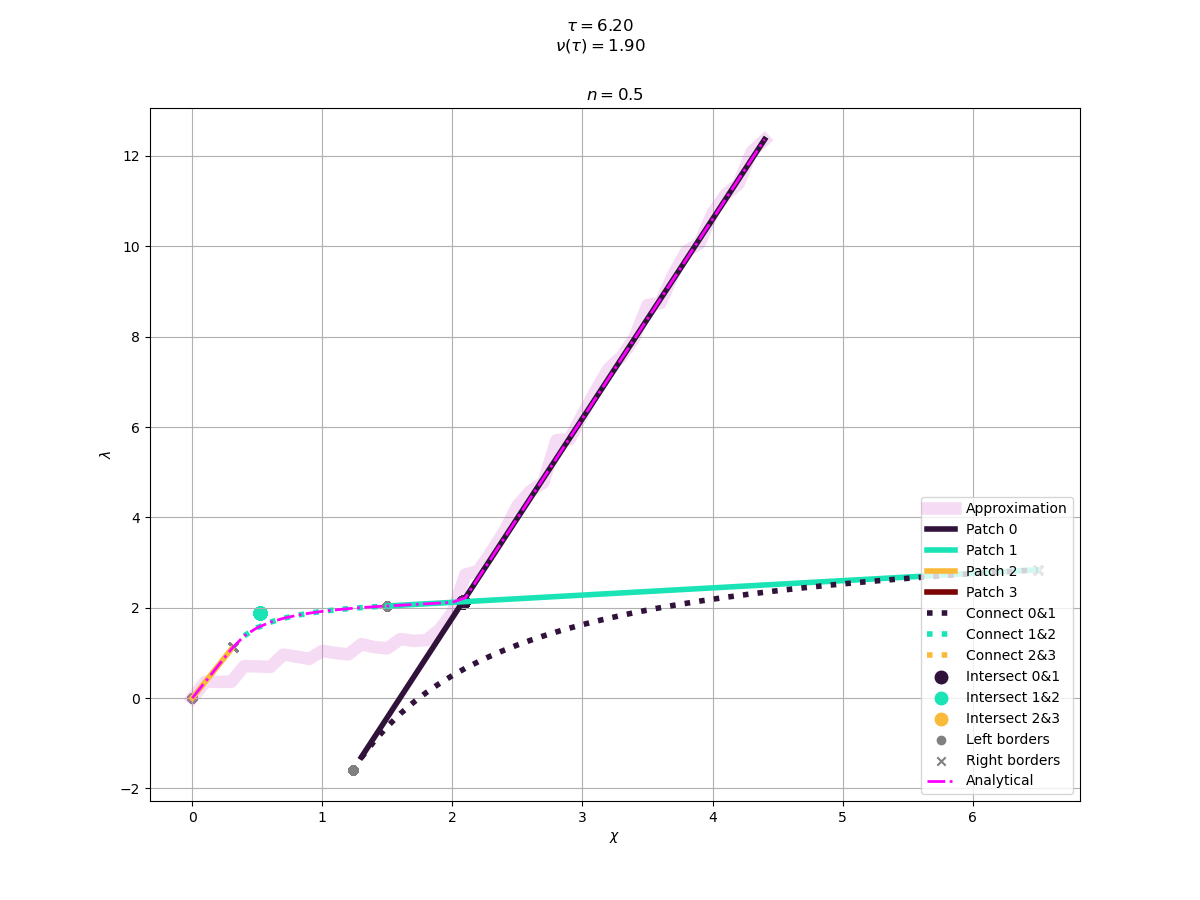 τ = 6.20
ν(τ) = 1.90
n = 0.5
12
10
8
6
4
2
0
−2
λ
0 1 2 3 4 5 6
χ
Approximation
Patch 0
Patch 1
Patch 2
Patch 3
Connect 0&1
Connect 1&2
Connect 2&3
Intersect 0&1
Intersect 1&2
Intersect 2&3
Left borders
Right borders
Analytical